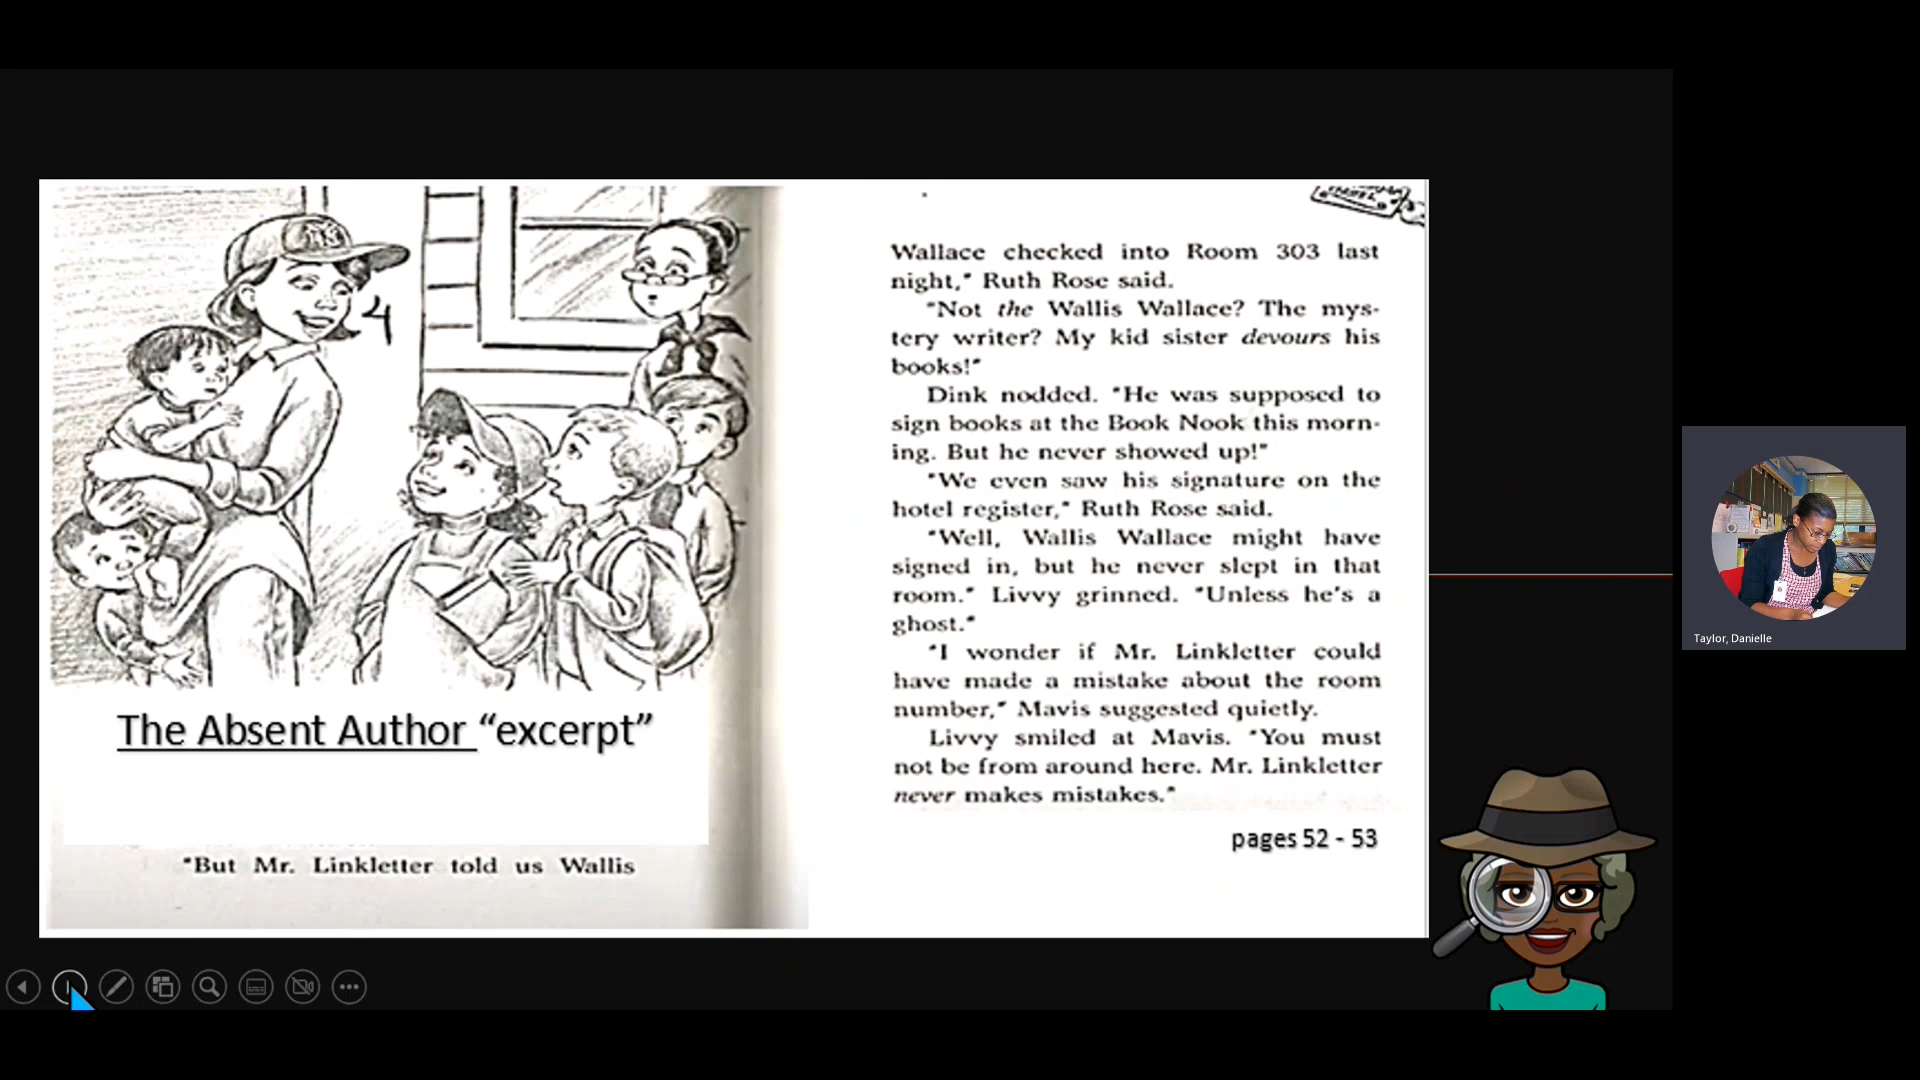 NY
The Absent Author “excerpt”
"But Mr. Linkletter told us Wallis
Wallace checked into Room 303 last
night," Ruth Rose said.
"Not the Wallis Wallace? The mys-
tery writer? My kid sister devours his
books!"
Dink nodded. "He was supposed to
sign books at the Book Nook this morn-
ing. But he never showed up!"
"We even saw his signature on the
hotel register," Ruth Rose said.
"Well, Wallis Wallace might have
signed in, but he never slept in that
room." Livvy grinned. "Unless he's a
ghost."
"I wonder if Mr. Linkletter could
have made a mistake about the room
number," Mavis suggested quietly.
Livvy smiled at Mavis. "You must
not be from around here. Mr. Linkletter
never makes mistakes."
pages 52 - 53
Taylor, Danielle